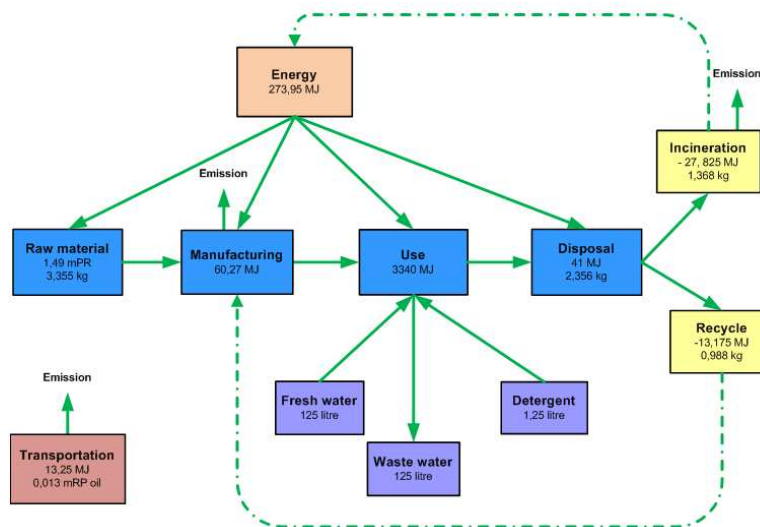 Energy
273,95 MJ
Emission
Incineration
- 27, 825 MJ
1,368 kg
Emission
Raw material
1,49 mPR
3,355 kg
Manufacturing
60,27 MJ
Use
3340 MJ
Disposal
41 MJ
2,356 kg
Recycle
-13,175 MJ
0,988 kg
Emission
Fresh water
125 litre
Detergent
1,25 litre
Transportation
13,25 MJ
0,013 mRP oil
Waste water
125 litre